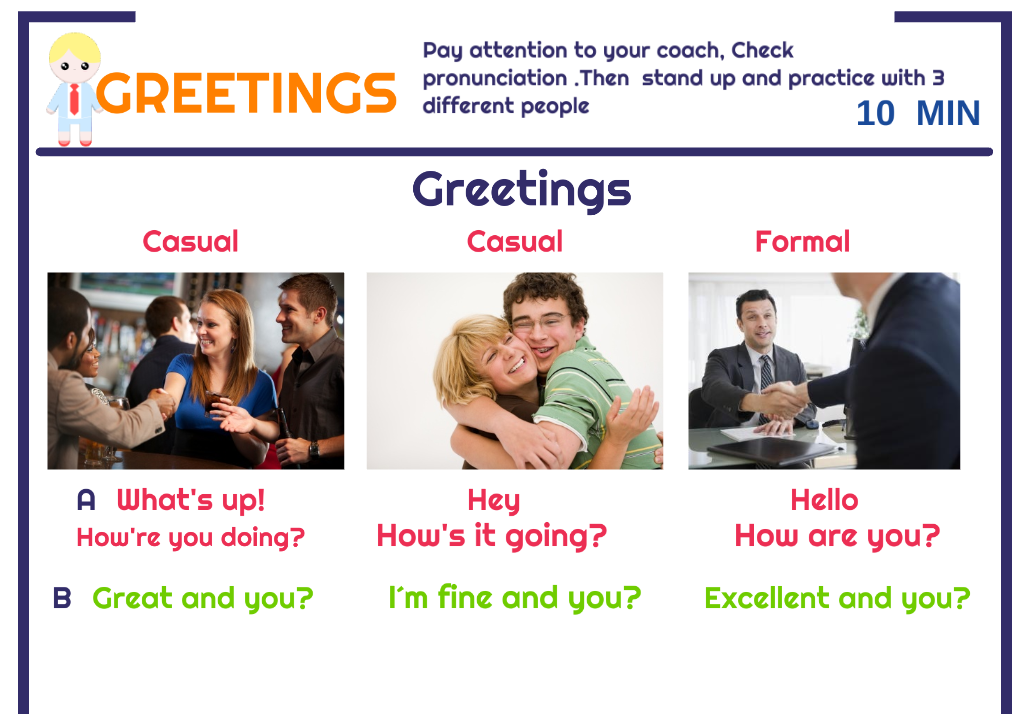 GREETINGS
Pay attention to your coach, Check
pronunciation .Then  stand up and practice with 3
different people
10  MIN
Greetings
Casual
Casual
Formal
A  What's up!
How're you doing?
Hey
How's it going?
Hello
How are you?
B  Great and you?
I´m fine and you?
Excellent and you?